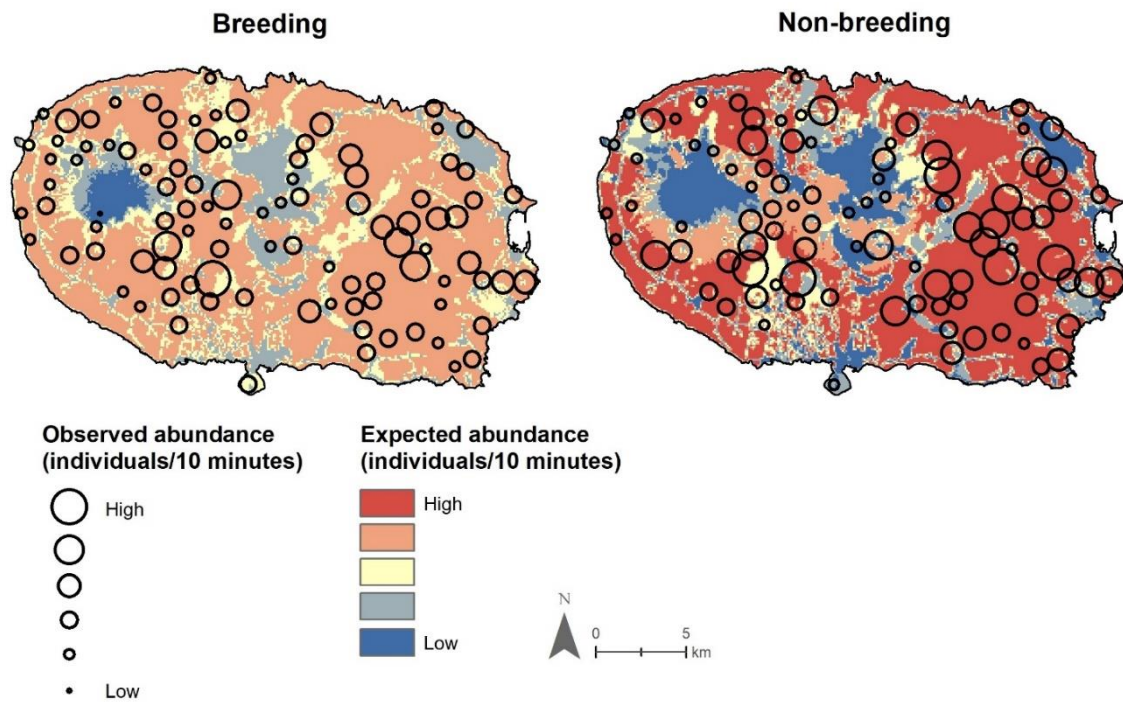 Breeding
Non-breeding
Observed abundance
(individuals/10 minutes)
High
Low
Expected abundance
(individuals/10 minutes)
High
Low
N
0 5
km